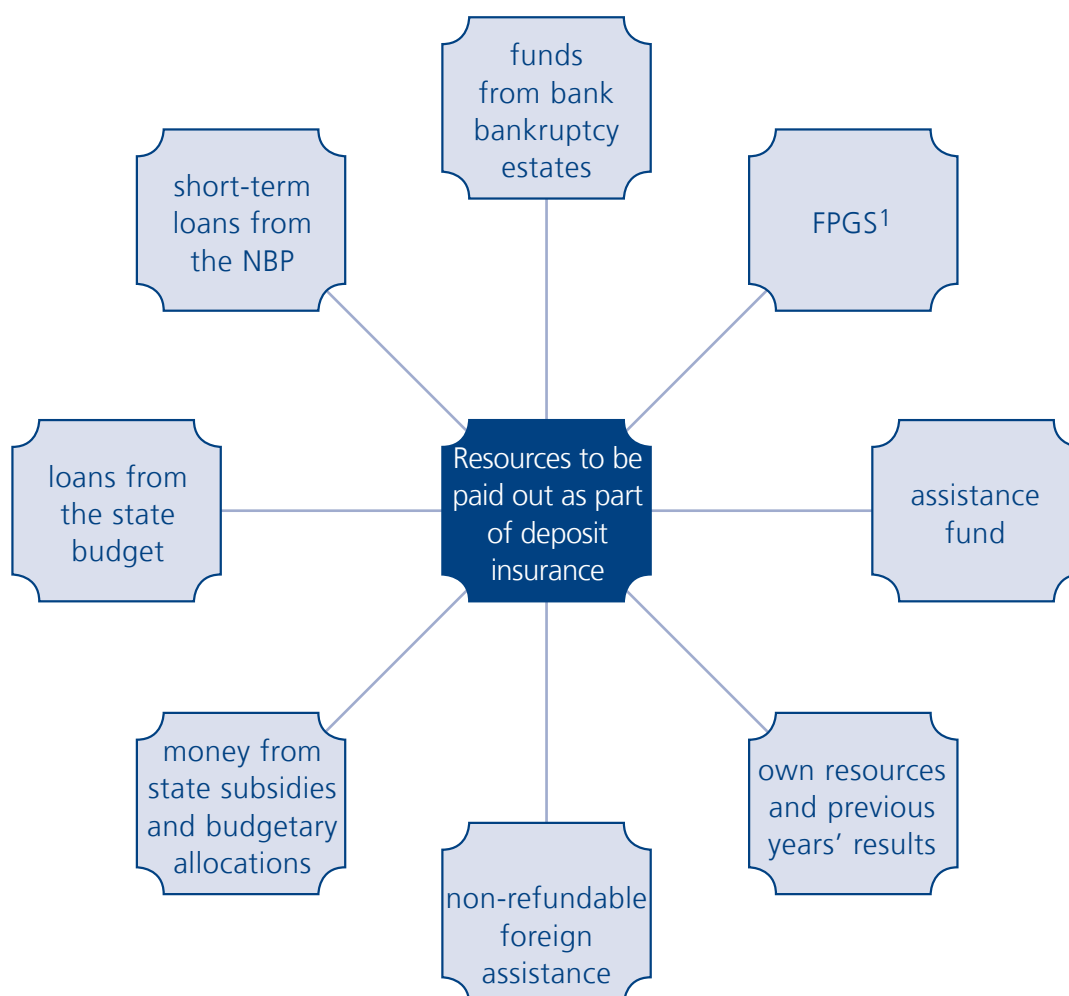 funds
from bank
bankruptcy
estates
short-term
loans from
the NBP
FPGS¹
loans from
the state
budget
Resources to be
paid out as part
of deposit
insurance
assistance
fund
money from
state subsidies
and budgetary
allocations
own resources
and previous
years’ results
non-refundable
foreign
assistance